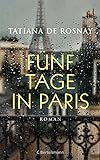 TATIANA DE ROSNAY
FÜNF
TAGE
IN PARIS
ROMAN
C.Bertelsmann